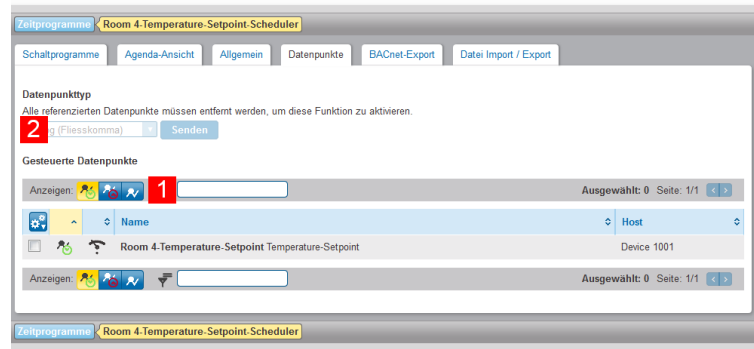 Zeitprogramme Room 4-Temperature-Setpoint-Scheduler
Schaltprogramme Agenda-Ansicht Allgemein Datenpunkte BACnet-Export Datei Import / Export
Datenpunkttyp
Alle referenzierten Datenpunkte müssen entfernt werden, um diese Funktion zu aktivieren.
2 (Fliesskomma) Senden
Gesteuerte Datenpunkte
Anzeigen: 1 Ausgewählt: 0 Seite: 1/1
Name Host
Room 4-Temperature-Setpoint Temperature-Setpoint Device 1001
Anzeigen: Ausgewählt: 0 Seite: 1/1
Zeitprogramme Room 4-Temperature-Setpoint-Scheduler